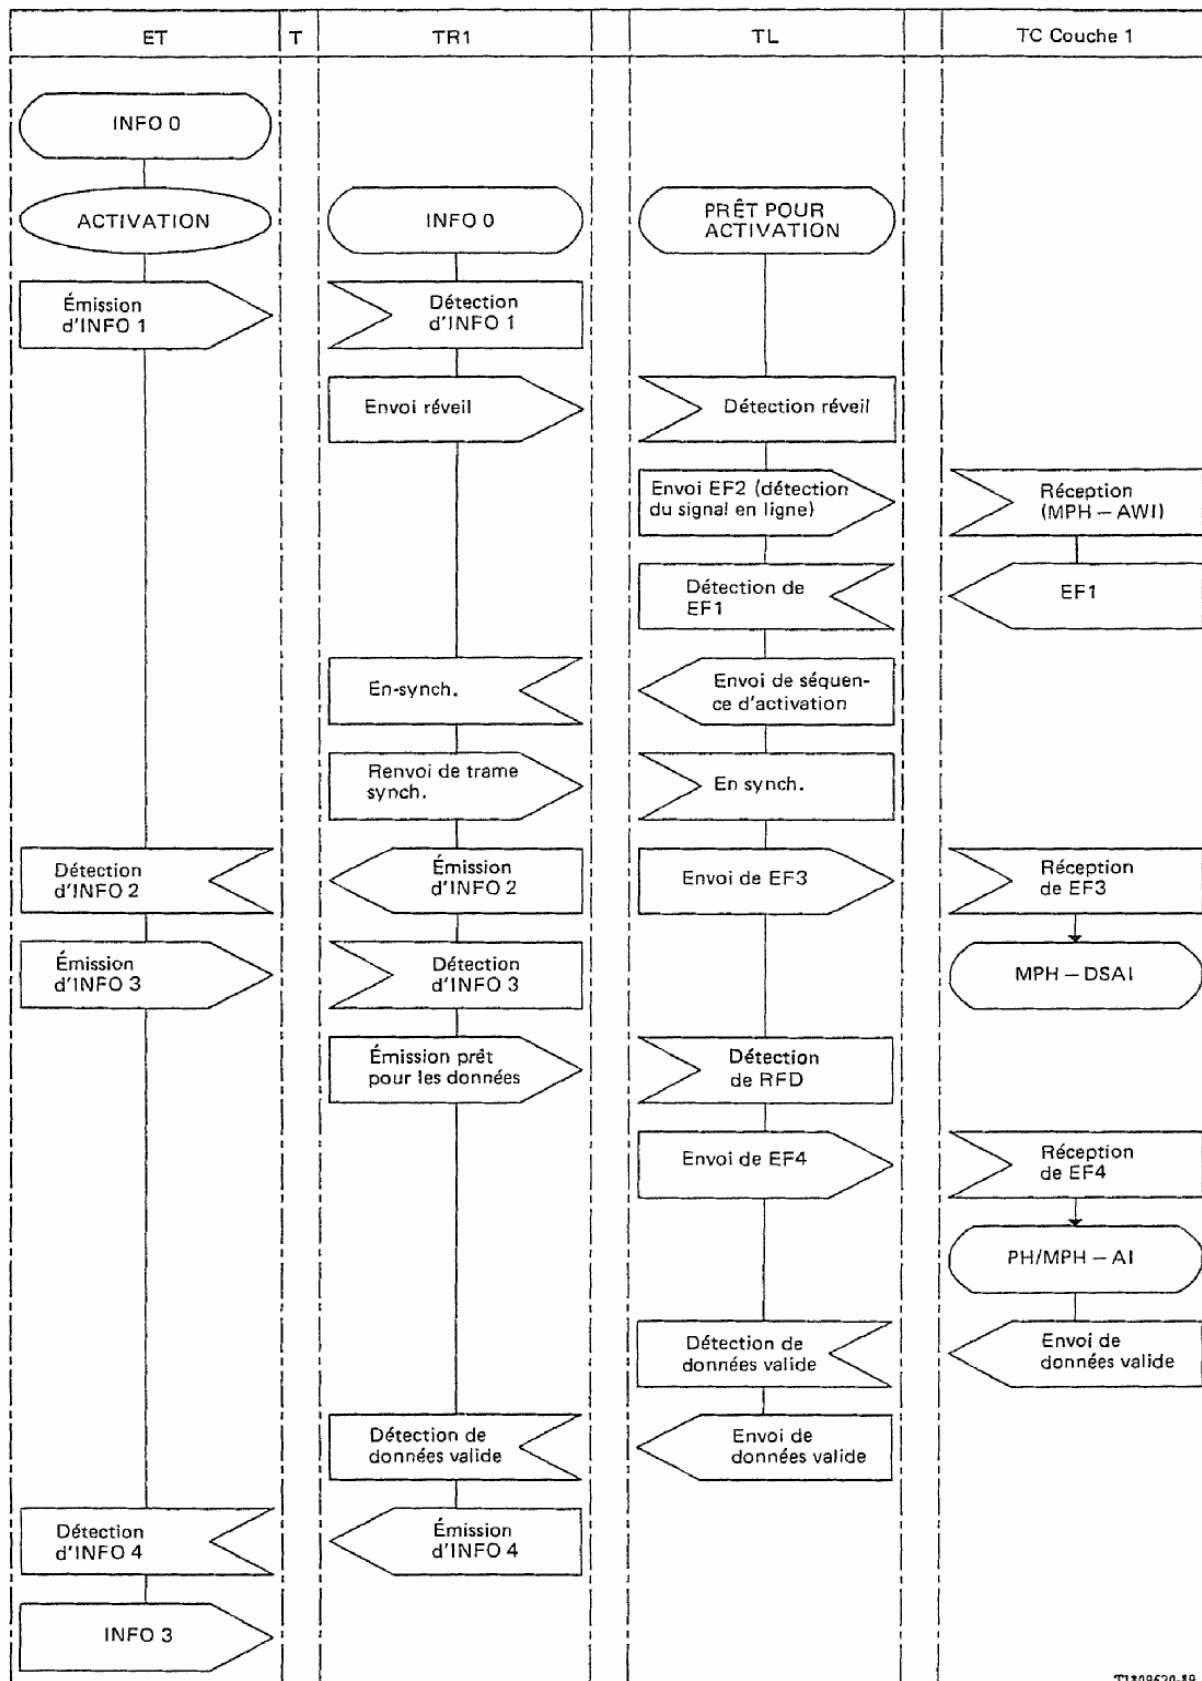 ET T TR1 TL TC Couche 1
INFO 0
ACTIVATION
INFO 0
PRÊT POUR
ACTIVATION
Émission
d'INFO 1
Détection
d'INFO 1
Envoi réveil
Détection réveil
Envoi EF2 (détection
du signal en ligne)
Réception
(MPH – AWI)
Détection de
EF1
EF1
En-synch.
Envoi de séquen-
ce d'activation
Renvoi de trame
synch.
En synch.
Détection
d'INFO 2
Émission
d'INFO 2
Envoi de EF3
Réception
de EF3
Émission
d'INFO 3
Détection
d'INFO 3
MPH – DSAI
Émission prêt
pour les données
Détection
de RFD
Envoi de EF4
Réception
de EF4
PH/MPH – AI
Détection de
données valide
Envoi de
données valide
Détection de
données valide
Envoi de
données valide
Détection
d'INFO 4
Émission
d'INFO 4
INFO 3